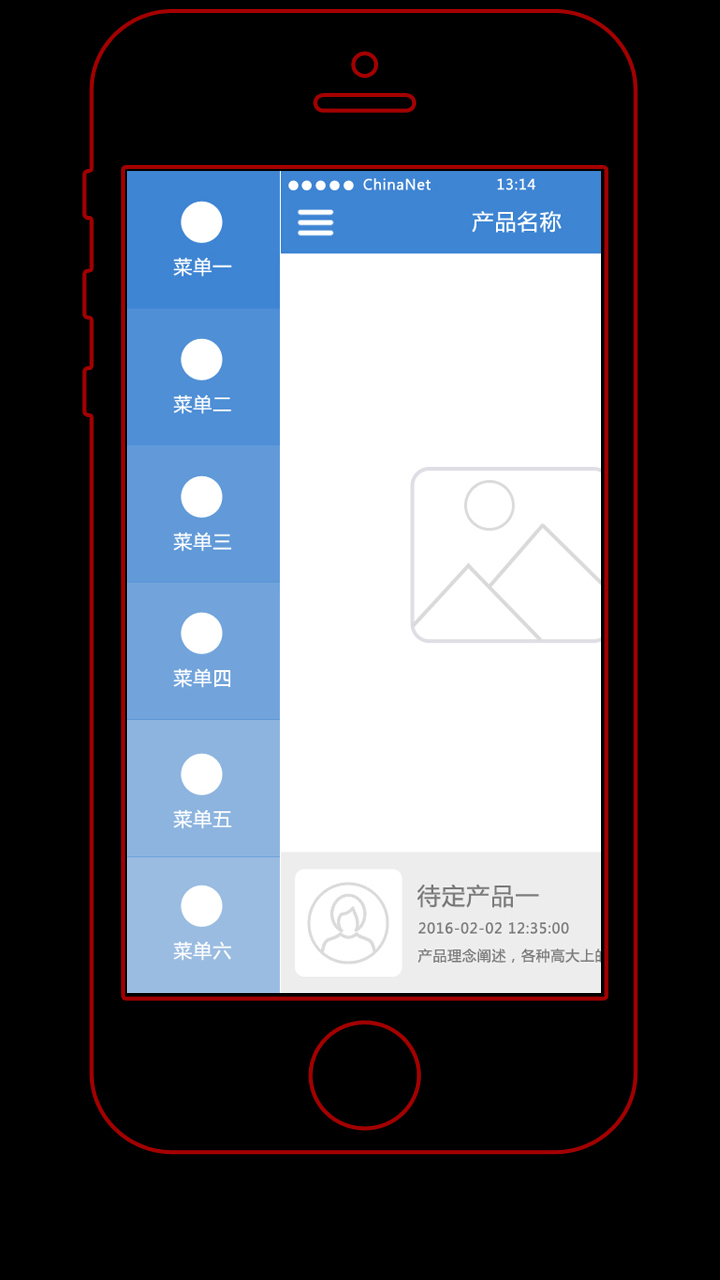 菜单一
菜单二
菜单三
菜单四
菜单五
菜单六
ChinaNet 13:14
产品名称
待定产品一
2016-02-02 12:35:00
产品理念阐述，各种高大上的